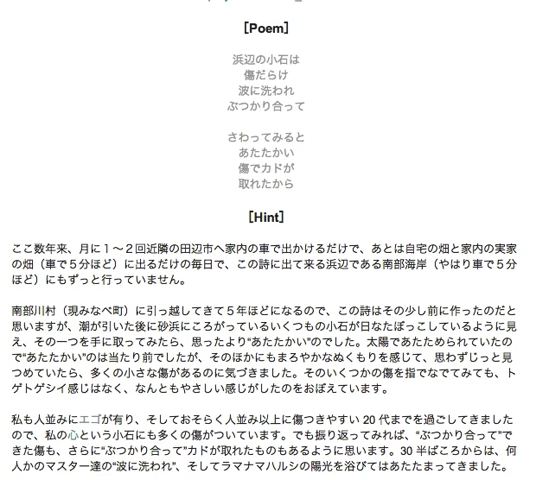 [Poem]
浜辺の小石は
傷だらけ
波に洗われ
ぶつかり合って
さわってみると
あたたかい
傷でカドが
取れたから
[Hint]
ここ数年来、月に１〜２回近隣の田辺市へ家内の車で出かけるだけで、あとは自宅の畑と家内の実家
の畑（車で５分ほど）に出るだけの毎日で、この詩に出て来る浜辺である南部海岸（やはり車で５分
ほど）にもずっと行っていません。
南部川村（現みなべ町）に引っ越してきて５年ほどになるので、この詩はその少し前に作ったのだと
思いますが、潮が引いた後に砂浜にころがっているいくつもの小石が日なたぼっこしているように見
え、その一つを手に取ってみたら、思ったより“あたたかい”のでした。太陽であたためられていたの
で“あたたかい”のは当たり前でしたが、そのほかにもまろやかなぬくもりを感じて、思わずじっと見
つめていたら、多くの小さな傷があるのに気づきました。そのいくつかの傷を指でなでてみても、ト
ゲトゲシイ感じはなく、なんともやさしい感じがしたのをおぼえています。
私も人並みにエゴが有り、そしておそらく人並み以上に傷つきやすい 20 代までを過ごしてきました
ので、私の心という小石にも多くの傷がついています。でも振り返ってみれば、“ぶつかり合って”で
きた傷も、さらに“ぶつかり合って”カドが取れたものもあるように思います。30 半ばころからは、何
人かのマスター達の“波に洗われ”、そしてラマナマハルシの陽光を浴びてはあたたまってきました。